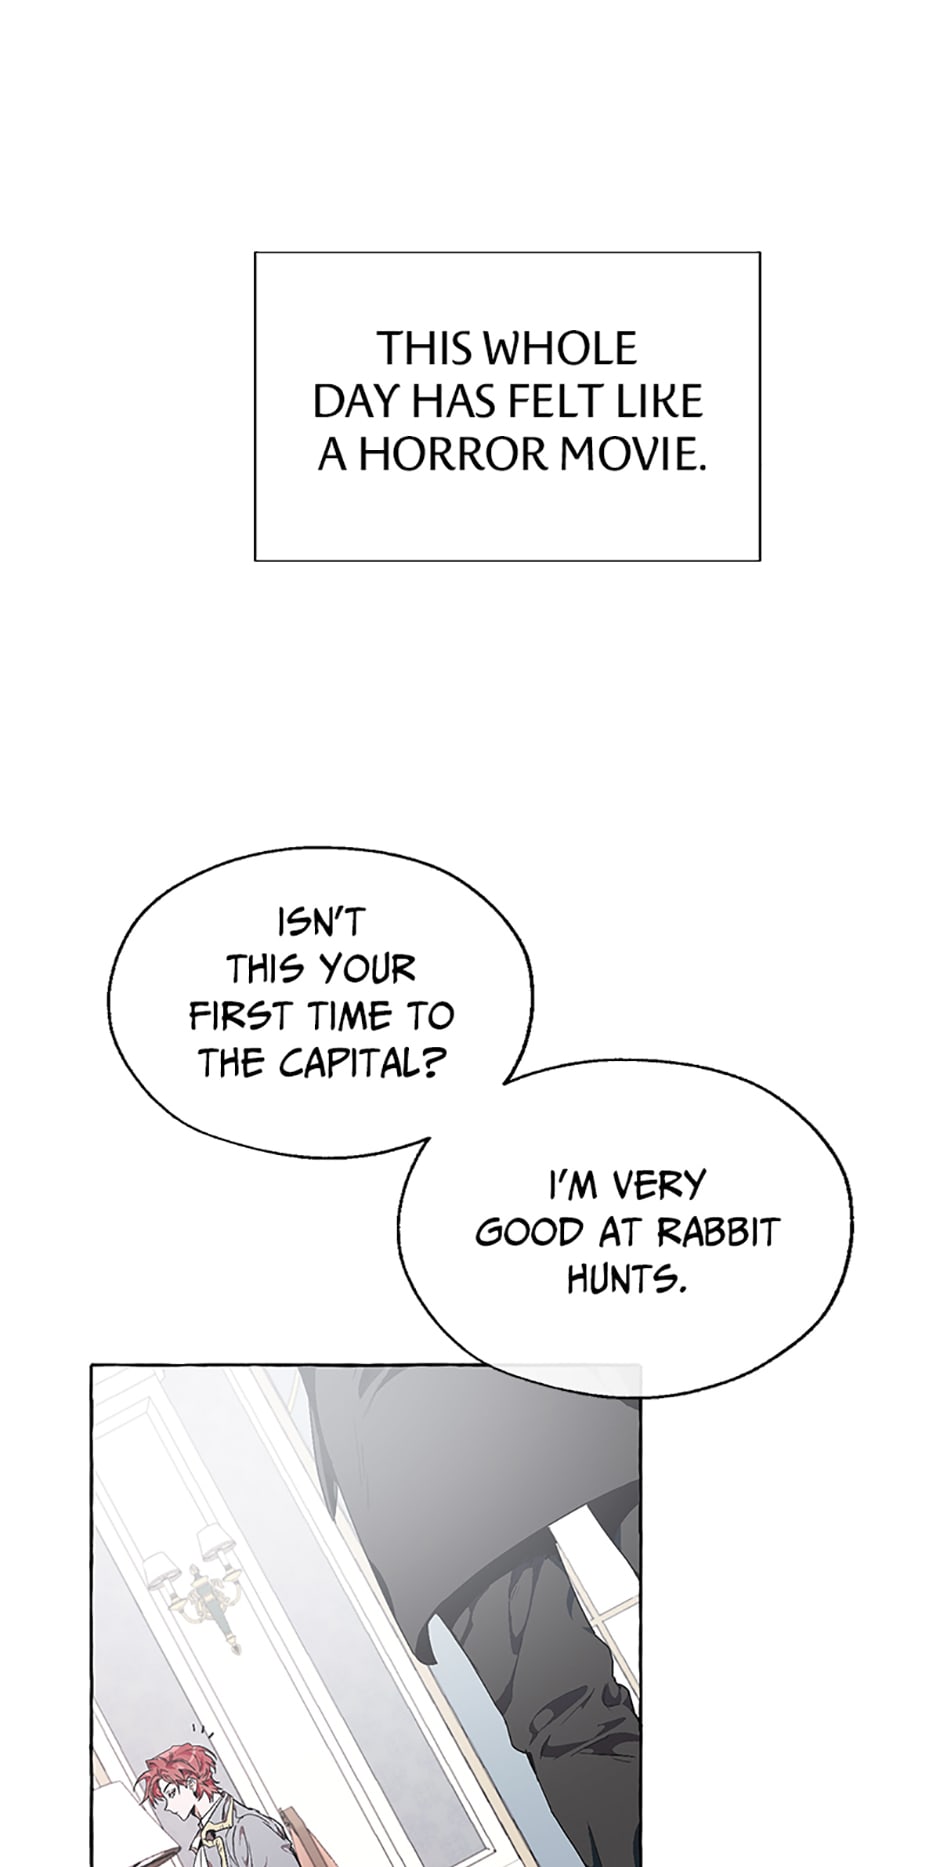 THIS WHOLE
DAY HAS FELT LIKE
A HORROR MOVIE.
ISN'T
THIS YOUR
FIRST TIME TO
THE CAPITAL?
I'M VERY
GOOD AT RABBIT
HUNTS.